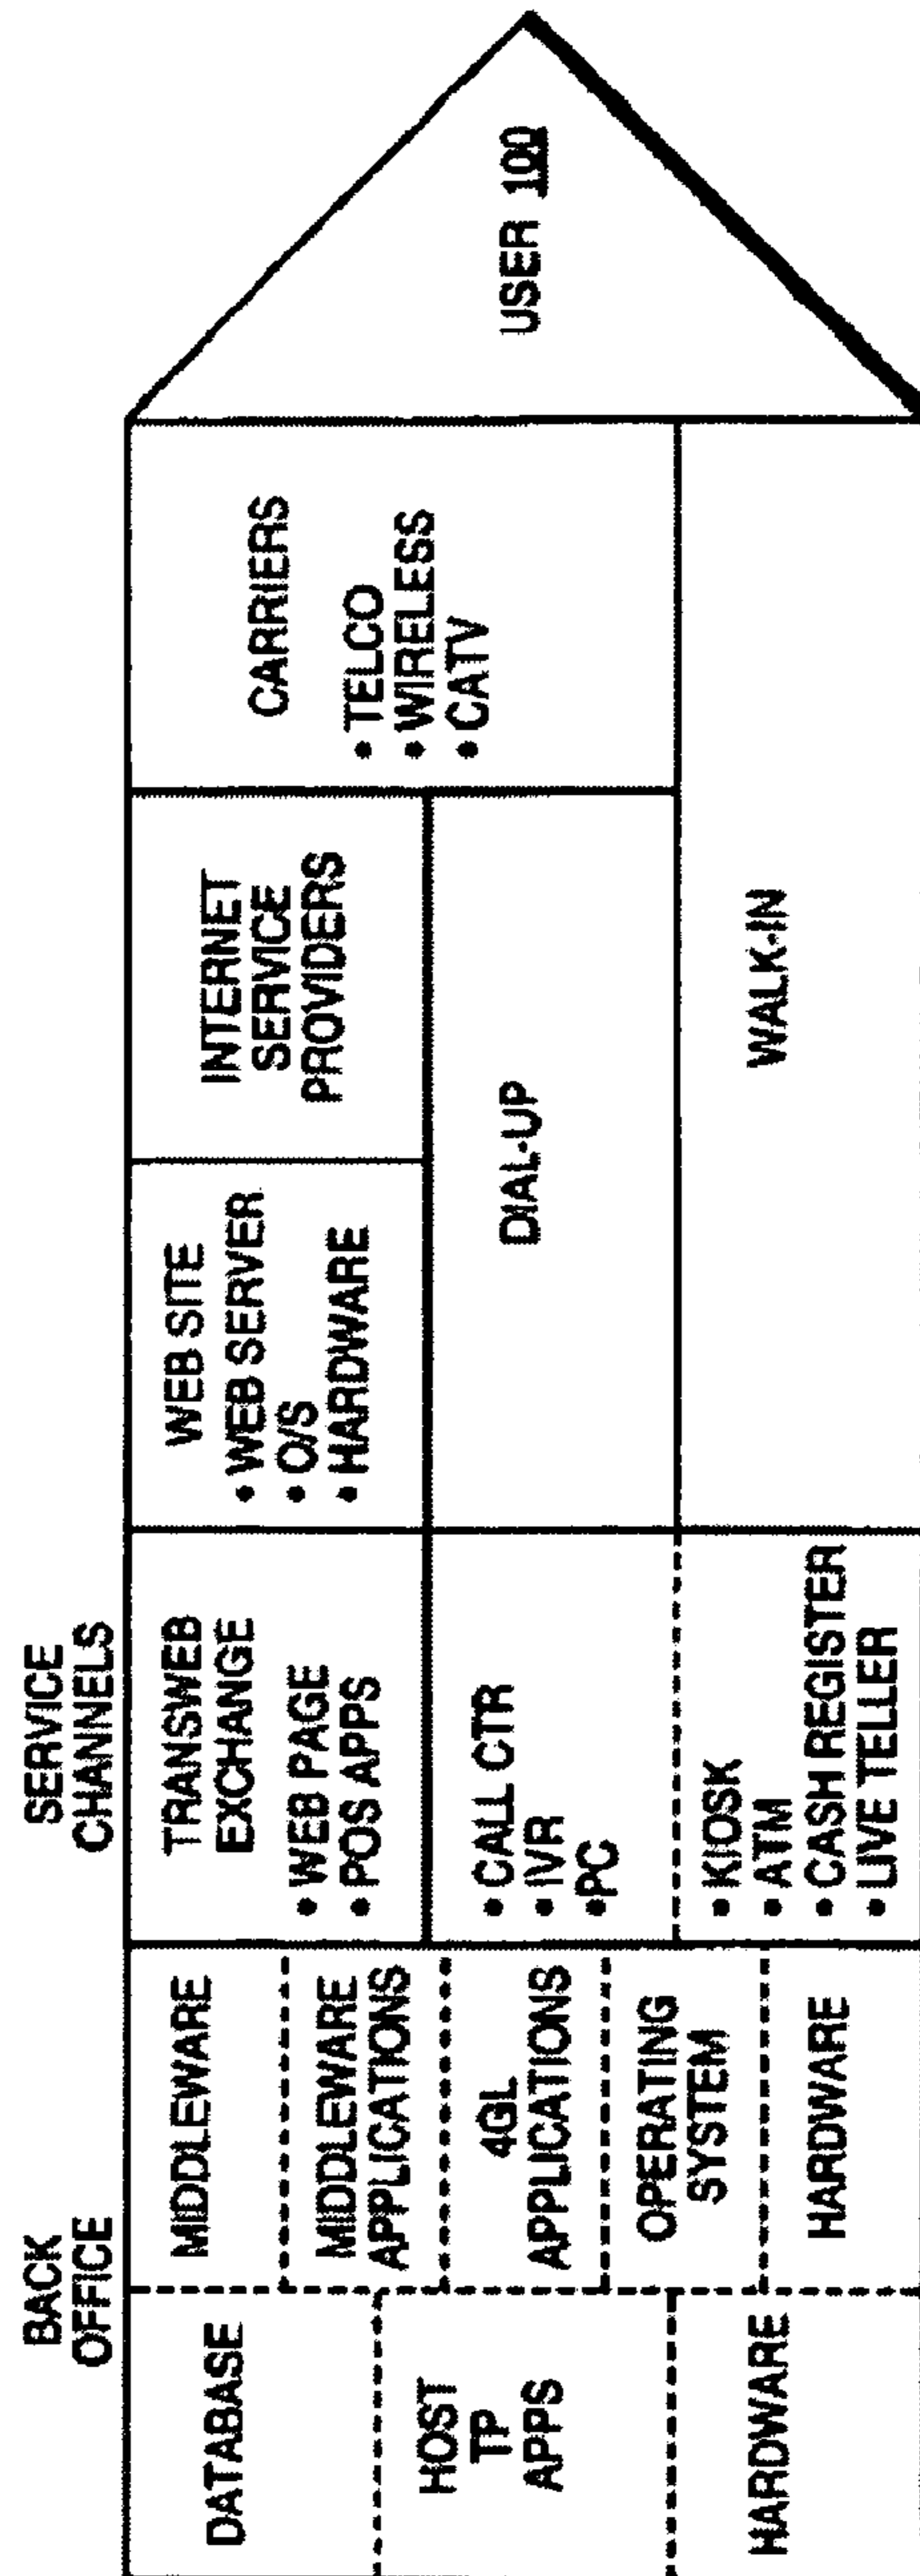 BACK
OFFICE
SERVICE
CHANNELS
DATABASE
HOST
TP
APPS
HARDWARE
MIDDLEWARE
MIDDLEWARE
APPLICATIONS
4GL
APPLICATIONS
OPERATING
SYSTEM
HARDWARE
TRANSWEB
EXCHANGE
• WEB PAGE
• POS APPS
• CALL CTR
• IVR
• PC
• KIOSK
• ATM
• CASH REGISTER
• LIVE TELLER
WEB SITE
• WEB SERVER
• O/S
• HARDWARE
INTERNET
SERVICE
PROVIDERS
DIAL-UP
WALK-IN
CARRIERS
• TELCO
• WIRELESS
• CATV
USER 100